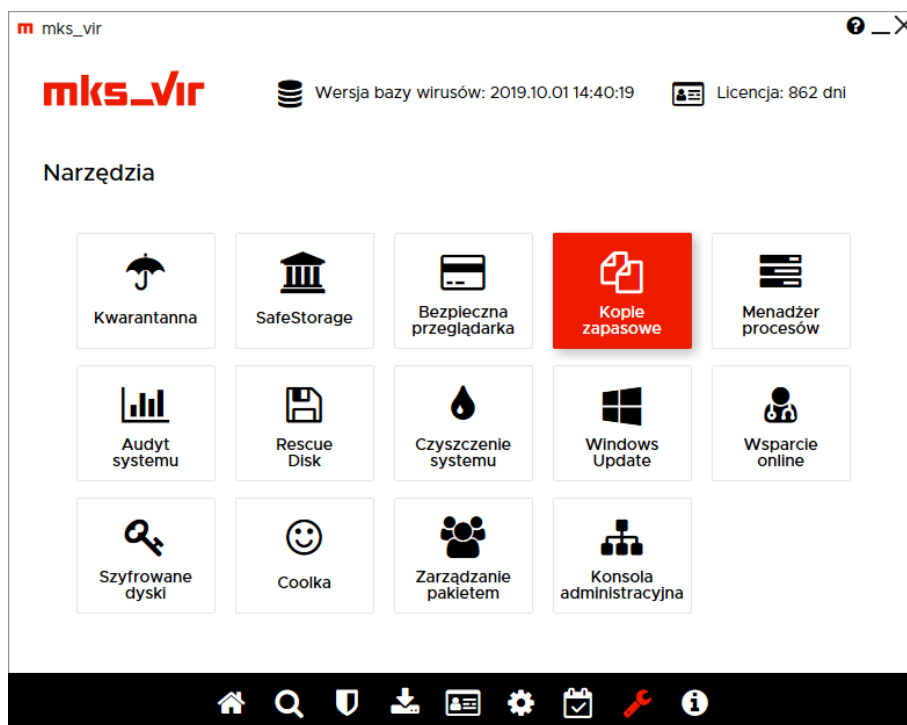 mks_vir
mks_vir
Wersja bazy wirusów: 2019.10.01 14:40:19
Licencja: 862 dni
Narzędzia
Kwarantanna
SafeStorage
Bezpieczna
przeglądarka
Kopie
zapasowe
Menadżer
procesów
Audyt
systemu
Rescue
Disk
Czyszczenie
systemu
Windows
Update
Wsparcie
online
Szyfrowane
dyski
Coolka
Zarządzanie
pakietem
Konsola
administracyjna